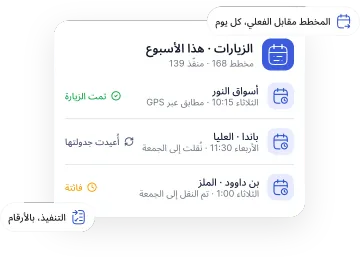 المخطط مقابل الفعلي، كل يوم
الزيارات · هذا الأسبوع
مخطط 168 · منفّذ 139
أسواق النور
الثلاثاء 10:15 · مطابق عبر GPS
تمت الزيارة
باندا · العليا
الأربعاء 11:30 · نُقلت إلى الجمعة
أعيدت جدولتها
بن داوود · الملز
الثلاثاء 1:00 · تم النقل إلى الجمعة
فائتة
التنفيذ، بالأرقام